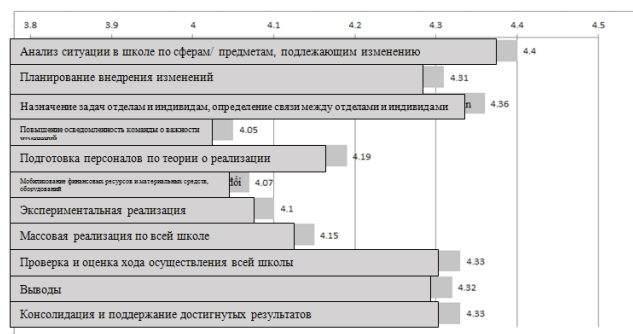 3.8 3.9 4 4.1 4.2 4.3 4.4 4.5
Анализ ситуации в школе по сферам/ предметам, подлежающим изменению 4.4
Планирование внедрения изменений 4.31
Назначение задач отделам и индивидам, определение связи между отделами и индивидами n 4.36
Повышении осведомленность команды о важности
изменений 4.05
Подготовка персоналов по теории о реализации 4.19
Мобилизование финансовых ресурсов и материальных средств,
оборудований đổi 4.07
Экспериментальная реализация 4.1
Массовая реализация по всей школе 4.15
Проверка и оценка хода осуществления всей школы 4.33
Выводы 4.32
Консолидация и поддержание достигнутых результатов 4.33